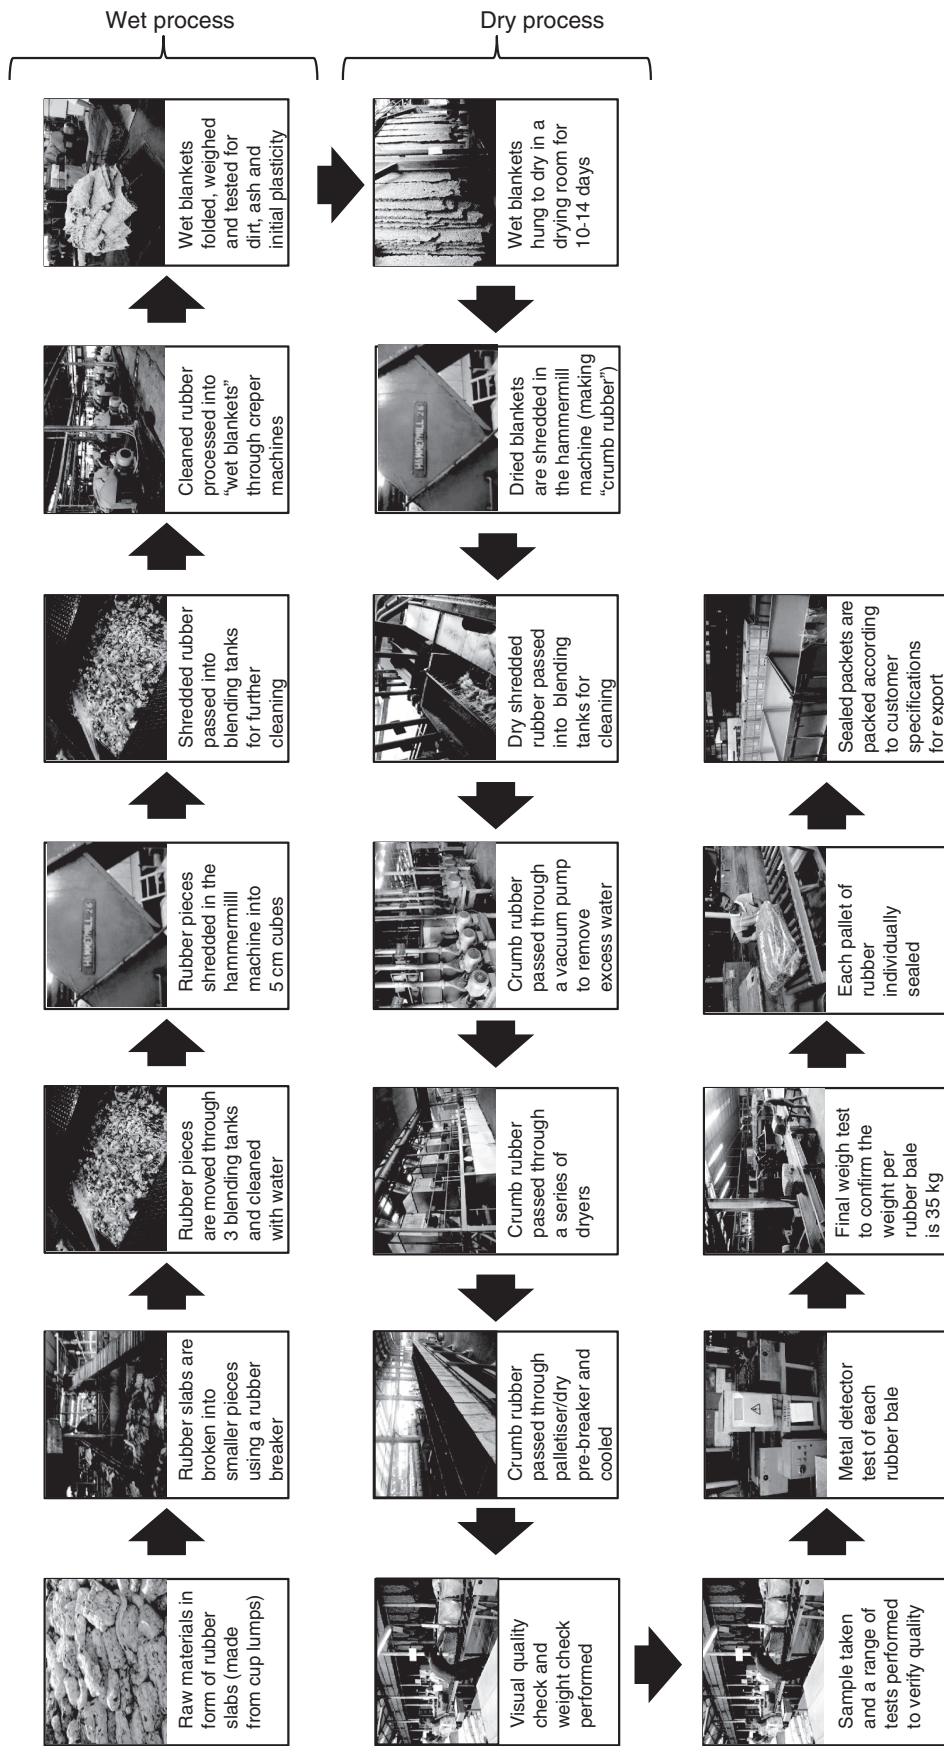 Wet process
Raw materials in
form of rubber
slabs (made
from cup lumps)
Rubber slabs are
broken into
smaller pieces
using a rubber
breaker
Rubber pieces
are moved through
3 blending tanks
and cleaned
with water
Rubber pieces
shredded in the
hammermilll
machine into
5 cm cubes
HAMMERMILL 26
Shredded rubber
passed into
blending tanks
for further
cleaning
Cleaned rubber
processed into
“wet blankets”
through creper
machines
Wet blankets
folded, weighed
and tested for
dirt, ash and
initial plasticity
Dry process
Wet blankets
hung to dry in a
drying room for
10-14 days
Dried blankets
are shredded in
the hammermill
machine (making
“crumb rubber”)
HAMMERMILL 26
Dry shredded
rubber passed
into blending
tanks for
cleaning
Crumb rubber
passed through
a vacuum pump
to remove
excess water
Crumb rubber
passed through
a series of
dryers
Crumb rubber
passed through
palletiser/dry
pre-breaker and
cooled
Visual quality
check and
weight check
performed
Sample taken
and a range of
tests performed
to verify quality
Metal detector
test of each
rubber bale
Final weigh test
to confirm the
weight per
rubber bale
is 35 kg
Each pallet of
rubber
individually
sealed
Sealed packets are
packed according
to customer
specifications
for export